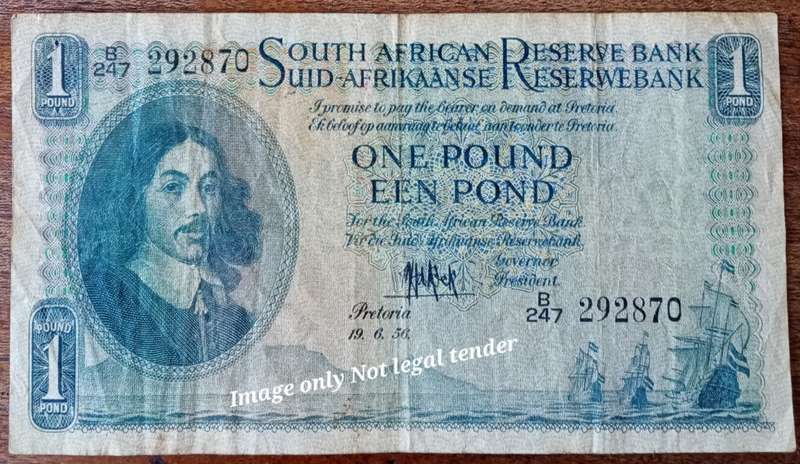 1
POUND
B/247 292870
SOUTH AFRICAN RESERVE BANK
SUID-AFRIKAANSE RESERWEBANK
1
POND
I promise to pay the bearer on demand at Pretoria.
Ek beloof op aanvraag te betaal aan toonder te Pretoria.
ONE POUND
EEN POND
For the South African Reserve Bank
Vir die Suid-Afrikaanse Reserwebank
Governor
President.
Pretoria
19. 6. 56.
B/247 292870
POUND
1
POND
Image only Not legal tender